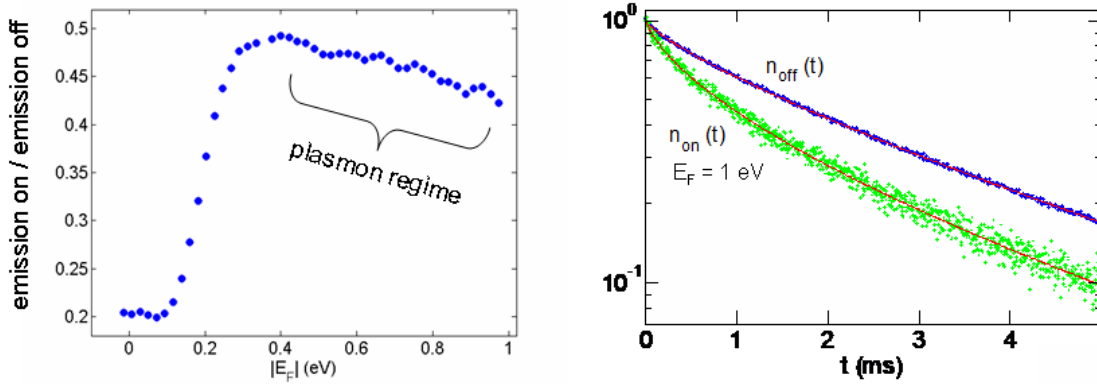 emission on / emission off
0.5
0.45
0.4
0.35
0.3
0.25
0.2
0
0.2
0.4
0.6
0.8
1
|E_F| (eV)
plasmon regime
10^0
10^-1
n_off (t)
n_on (t)
E_F = 1 eV
0
1
2
3
4
t (ms)